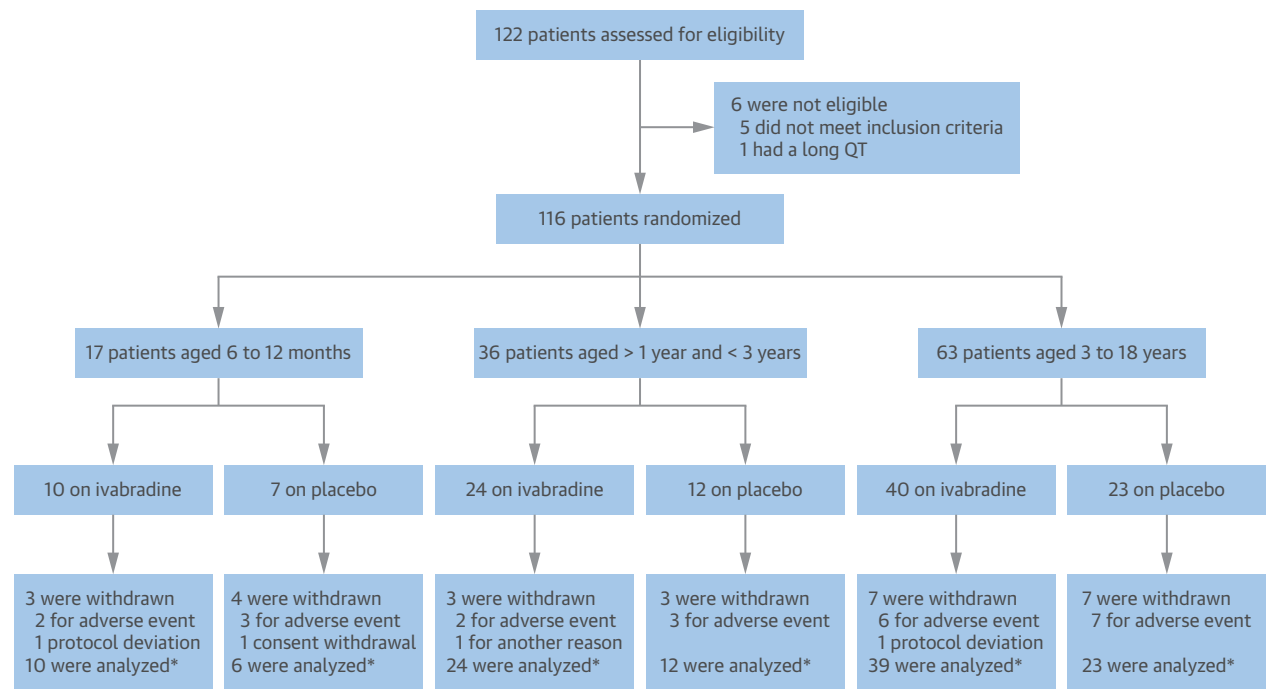 122 patients assessed for eligibility
6 were not eligible
5 did not meet inclusion criteria
1 had a long QT
116 patients randomized
17 patients aged 6 to 12 months
36 patients aged > 1 year and < 3 years
63 patients aged 3 to 18 years
10 on ivabradine
7 on placebo
24 on ivabradine
12 on placebo
40 on ivabradine
23 on placebo
3 were withdrawn
2 for adverse event
1 protocol deviation
10 were analyzed*
4 were withdrawn
3 for adverse event
1 consent withdrawal
6 were analyzed*
3 were withdrawn
2 for adverse event
1 for another reason
24 were analyzed*
3 were withdrawn
3 for adverse event
12 were analyzed*
7 were withdrawn
6 for adverse event
1 protocol deviation
39 were analyzed*
7 were withdrawn
7 for adverse event
23 were analyzed*